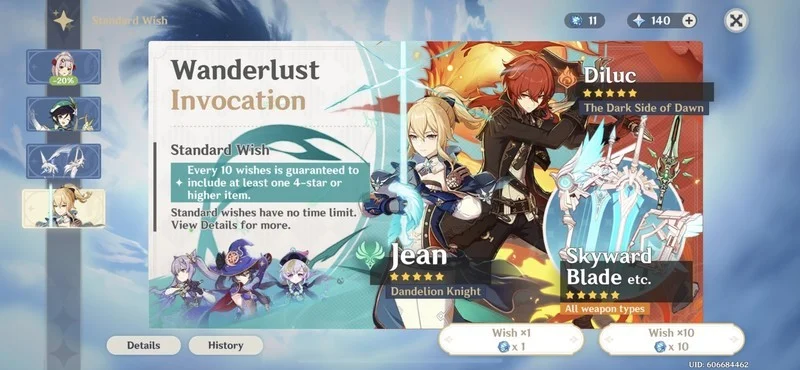 Standard Wish
11
140
-20%
Wanderlust
Invocation
Standard Wish
Every 10 wishes is guaranteed to
include at least one 4-star or
higher item.
Standard wishes have no time limit.
View Details for more.
Diluc
The Dark Side of Dawn
Jean
Dandelion Knight
Skyward
Blade etc.
All weapon types
Details
History
Wish ×1
x 1
Wish ×10
x 10
UID: 606684462